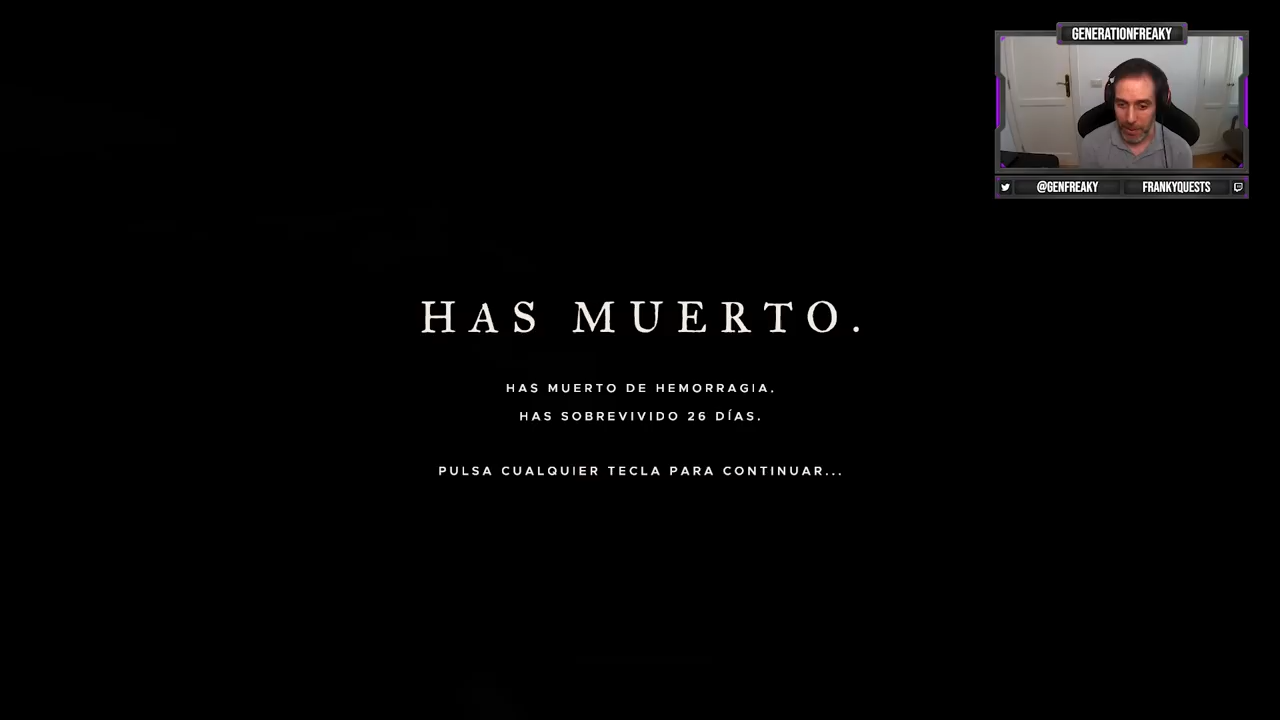 GENERATIONFREAKY
@GENFREAKY
FRANKYQUESTS
HAS MUERTO.
HAS MUERTO DE HEMORRAGIA.
HAS SOBREVIVIDO 26 DÍAS.
PULSA CUALQUIER TECLA PARA CONTINUAR...